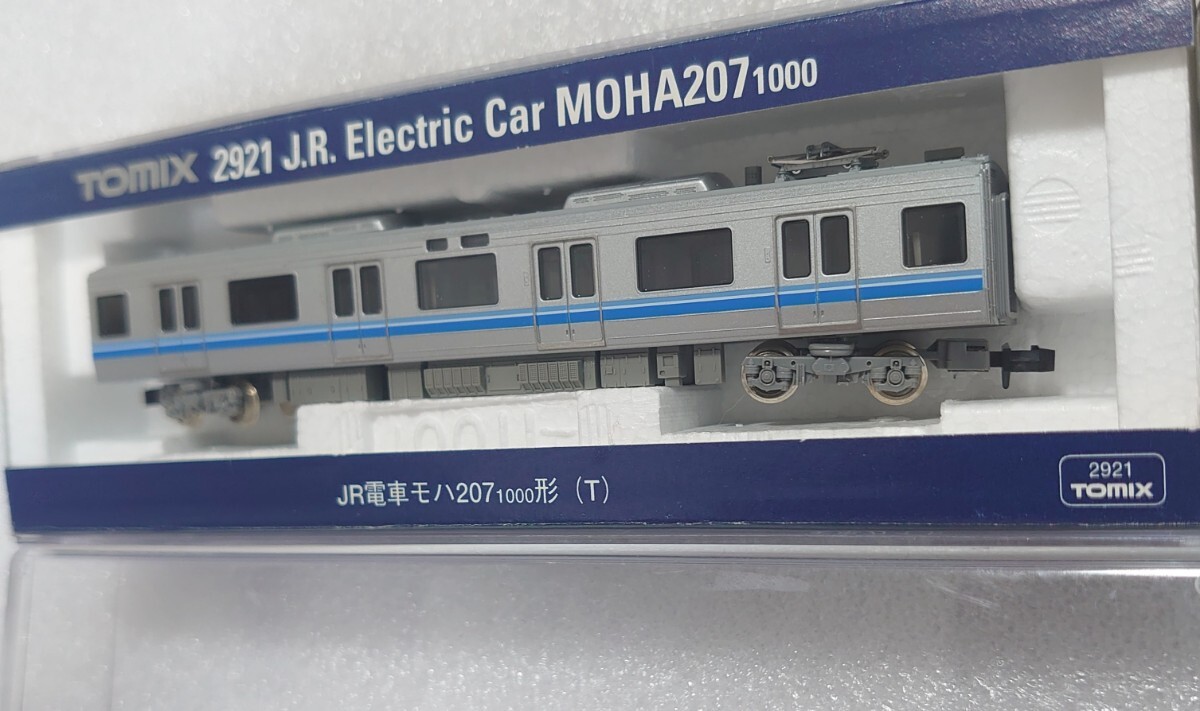 TOMIX 2921 J.R. Electric Car MOHA207 1000
JR電車モハ207 1000形 (T)
2921
TOMIX